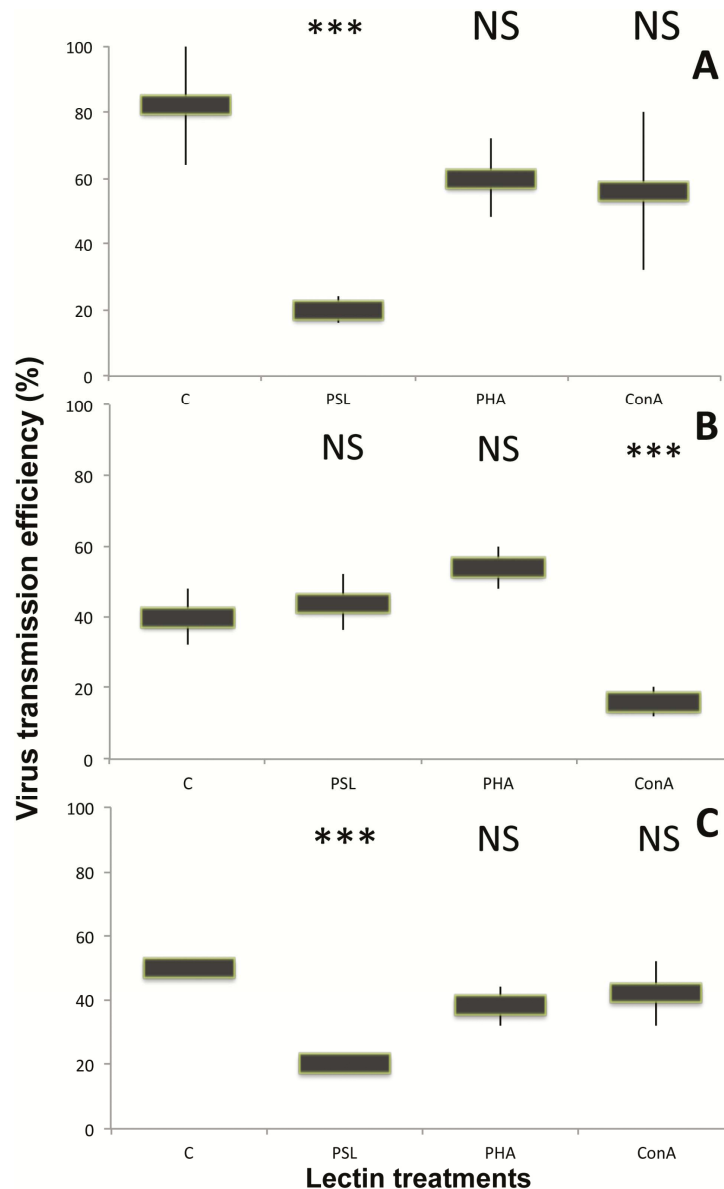 *** NS NS
A
100
80
60
40
20
0
C PSL PHA ConA
Virus transmission efficiency (%)
B
100
NS NS ***
80
60
40
20
0
C PSL PHA ConA
C
100
*** NS NS
80
60
40
20
0
C PSL PHA ConA
Lectin treatments